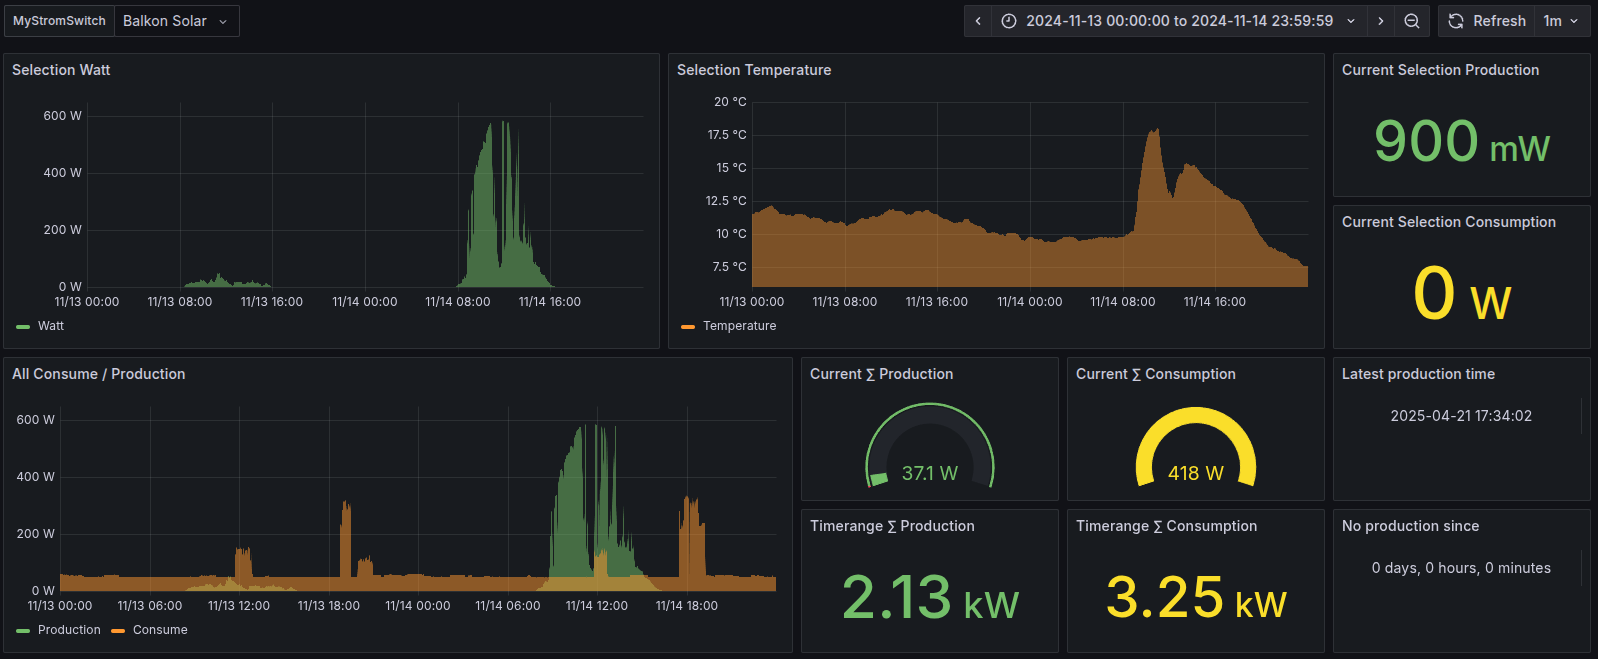 MyStromSwitch Balkon Solar
2024-11-13 00:00:00 to 2024-11-14 23:59:59
Refresh 1m
Selection Watt
600 W
400 W
200 W
0 W
11/13 00:00 11/13 08:00 11/13 16:00 11/14 00:00 11/14 08:00 11/14 16:00
Watt
Selection Temperature
20 °C
17.5 °C
15 °C
12.5 °C
10 °C
7.5 °C
11/13 00:00 11/13 08:00 11/13 16:00 11/14 00:00 11/14 08:00 11/14 16:00
Temperature
Current Selection Production
900 mW
Current Selection Consumption
0 W
All Consume / Production
600 W
400 W
200 W
0 W
11/13 00:00 11/13 06:00 11/13 12:00 11/13 18:00 11/14 00:00 11/14 06:00 11/14 12:00 11/14 18:00
Production Consume
Current ∑ Production
37.1 W
Current ∑ Consumption
418 W
Latest production time
2025-04-21 17:34:02
Timerange ∑ Production
2.13 kW
Timerange ∑ Consumption
3.25 kW
No production since
0 days, 0 hours, 0 minutes